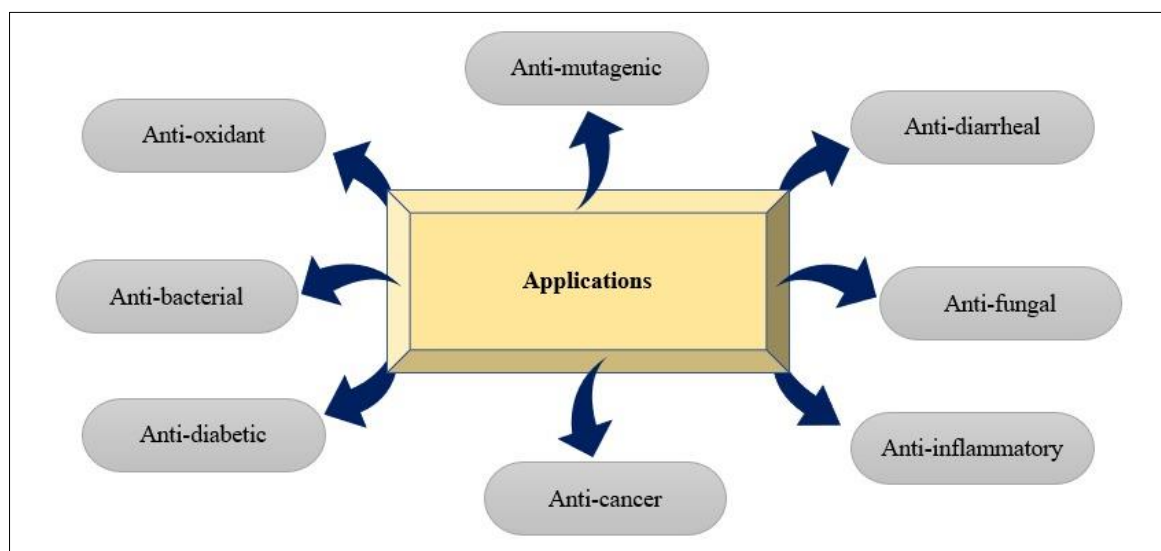 Anti-mutagenic
Anti-oxidant
Anti-diarrheal
Applications
Anti-bacterial
Anti-fungal
Anti-diabetic
Anti-inflammatory
Anti-cancer